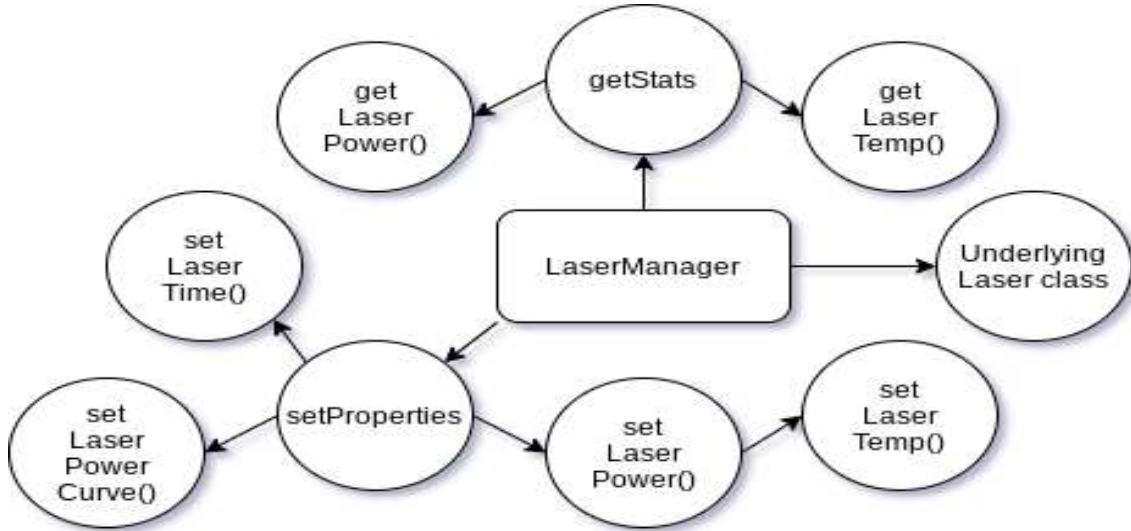 getStats
get
Laser
Power()
get
Laser
Temp()
set
Laser
Time()
LaserManager
Underlying
Laser class
set
Laser
Power
Curve()
setProperties
set
Laser
Power()
set
Laser
Temp()